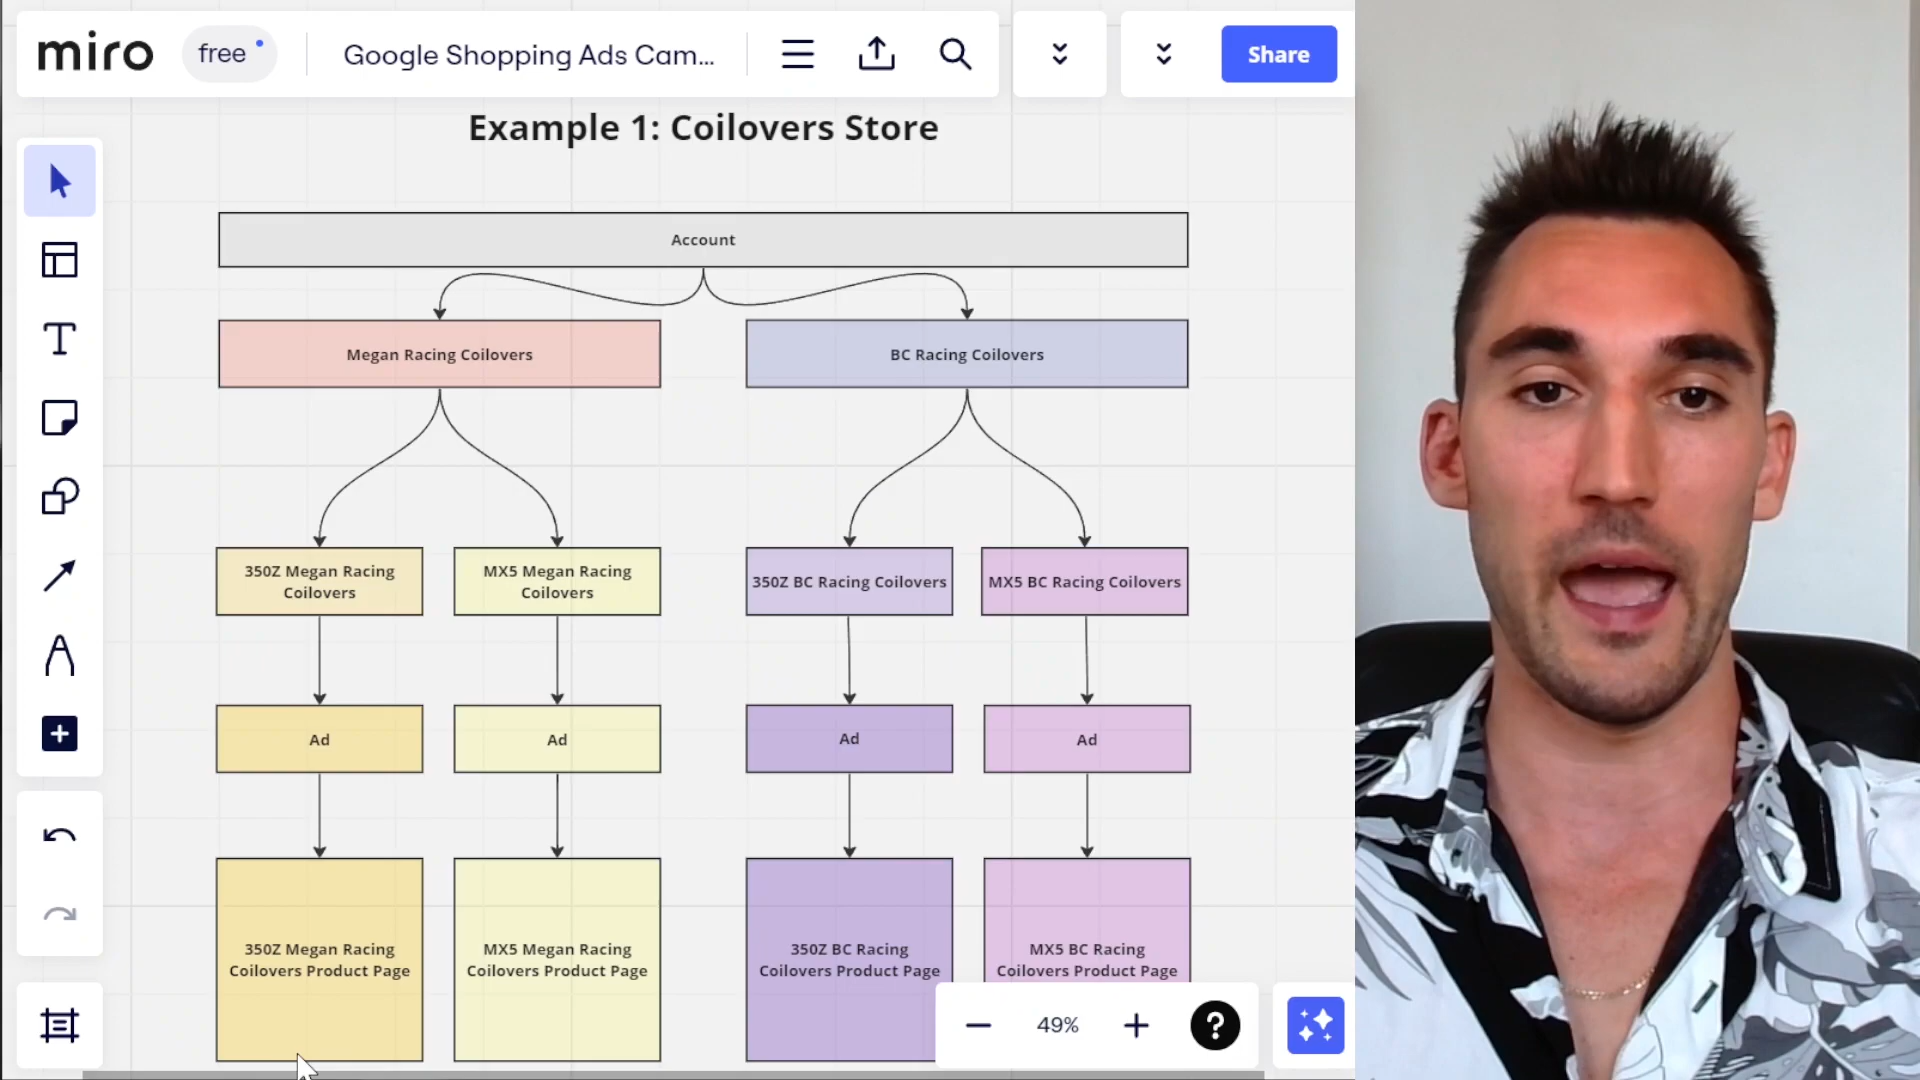 miro
free
Google Shopping Ads Cam...
Share
Example 1: Coilovers Store
Account
Megan Racing Coilovers
BC Racing Coilovers
350Z Megan Racing
Coilovers
MX5 Megan Racing
Coilovers
350Z BC Racing Coilovers
MX5 BC Racing Coilovers
Ad
Ad
Ad
Ad
350Z Megan Racing
Coilovers Product Page
MX5 Megan Racing
Coilovers Product Page
350Z BC Racing
Coilovers Product Page
MX5 BC Racing
Coilovers Product Page
49%
?